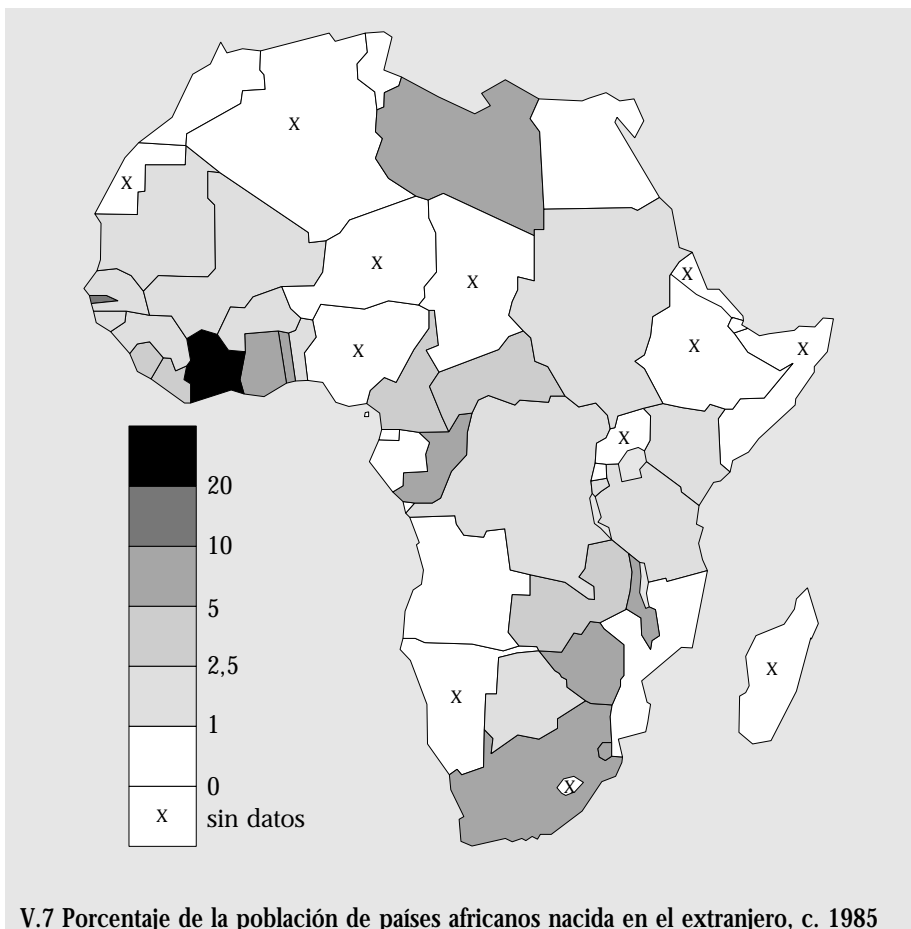 X
X
X
X
X
X
X
X
X
X
20
10
5
2,5
1
0
X
X
X
X sin datos
V.7 Porcentaje de la población de países africanos nacida en el extranjero, c. 1985